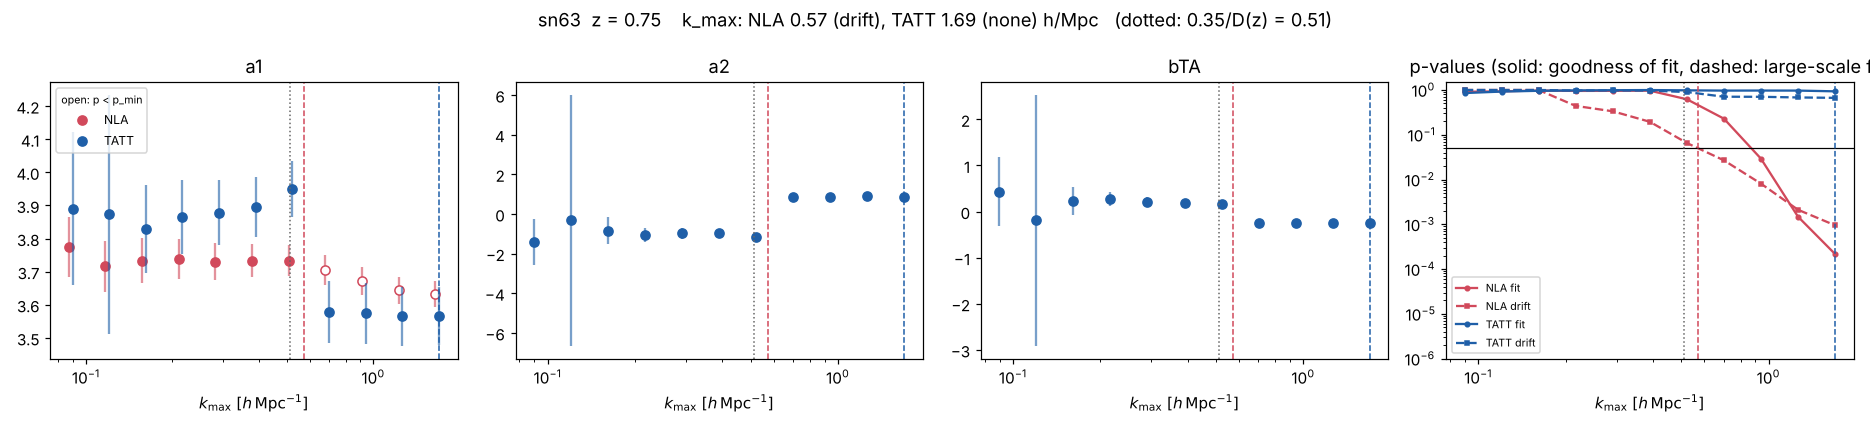 sn63  z = 0.75    k_max: NLA 0.57 (drift), TATT 1.69 (none) h/Mpc   (dotted: 0.35/D(z) = 0.51)
a1
4.2
4.1
4.0
3.9
3.8
3.7
3.6
3.5
open: p < p_min
NLA
TATT
10⁻¹
10⁰
k_max [h Mpc⁻¹]
a2
6
4
2
0
−2
−4
−6
10⁻¹
10⁰
k_max [h Mpc⁻¹]
bTA
2
1
0
−1
−2
−3
10⁻¹
10⁰
k_max [h Mpc⁻¹]
p-values (solid: goodness of fit, dashed: large-scale f
10⁰
10⁻¹
10⁻²
10⁻³
10⁻⁴
10⁻⁵
10⁻⁶
NLA fit
NLA drift
TATT fit
TATT drift
10⁻¹
10⁰
k_max [h Mpc⁻¹]